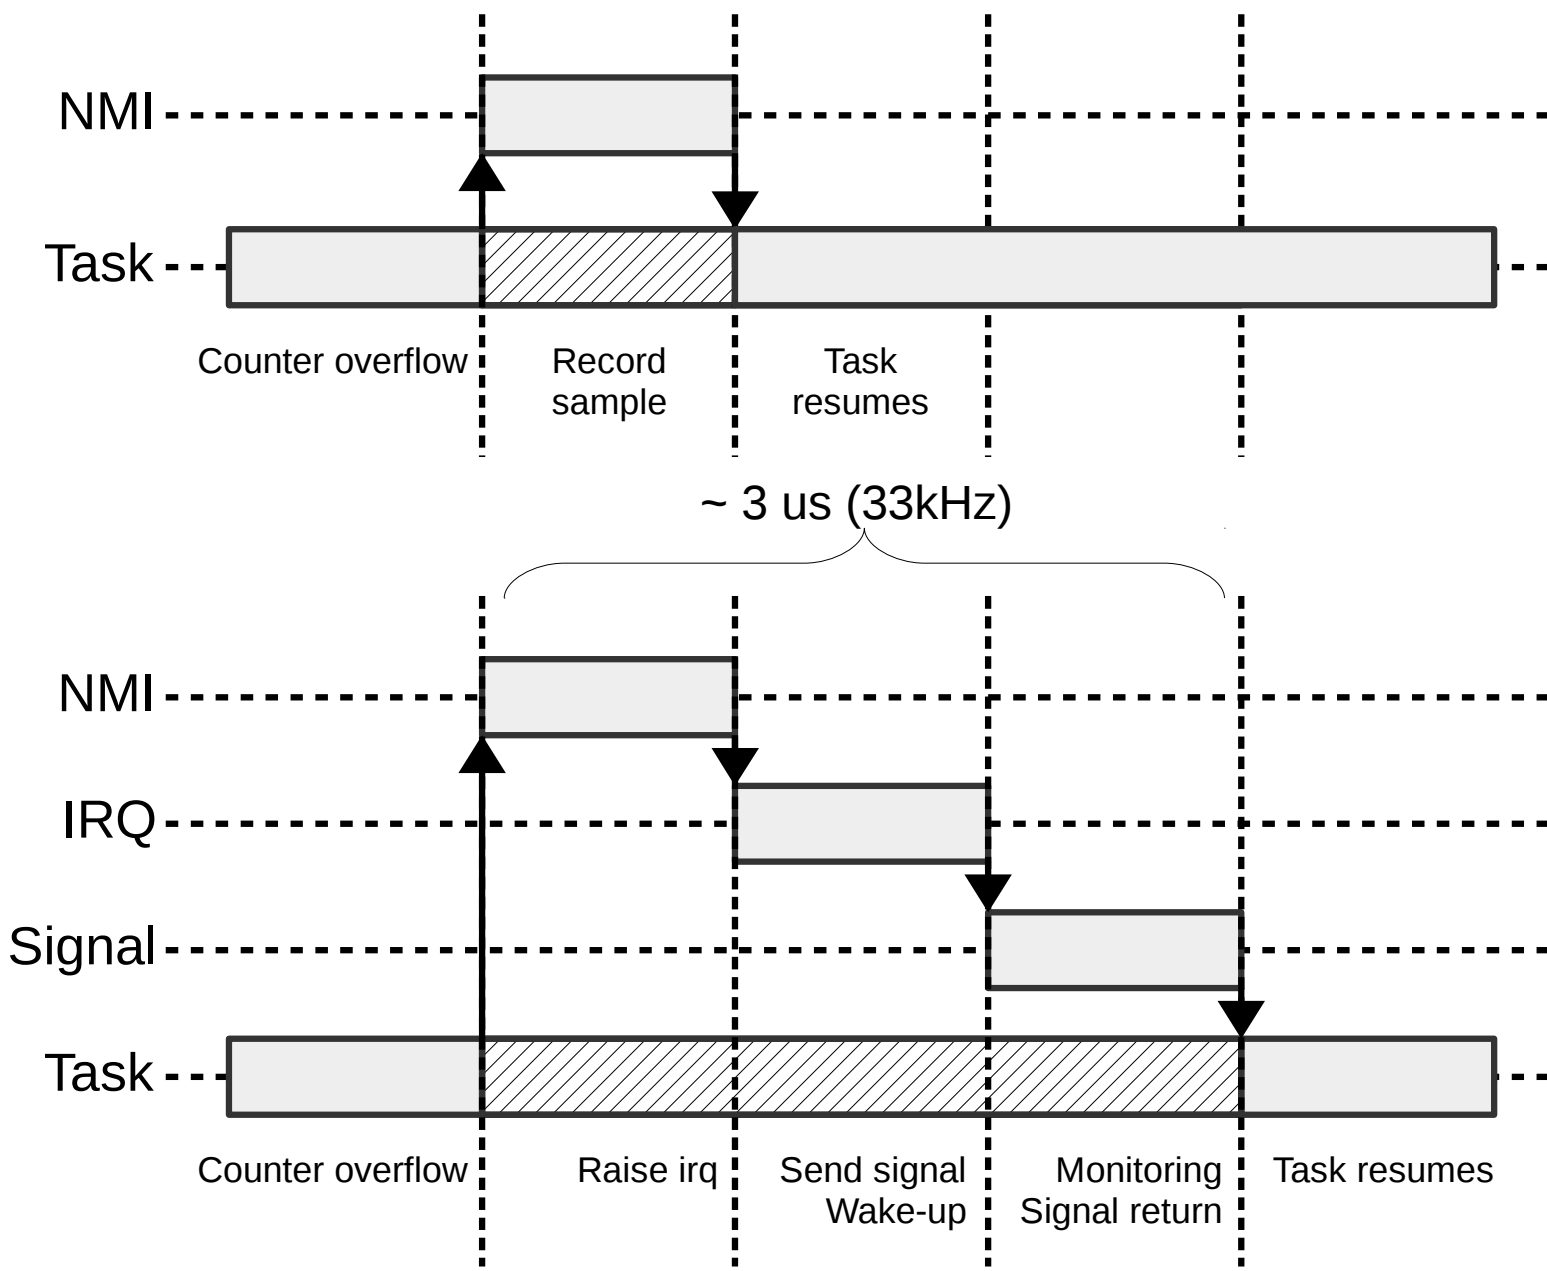 NMI
Task
Counter overflow
Record
sample
Task
resumes
~ 3 us (33kHz)
NMI
IRQ
Signal
Task
Counter overflow
Raise irq
Send signal
Wake-up
Monitoring
Signal return
Task resumes